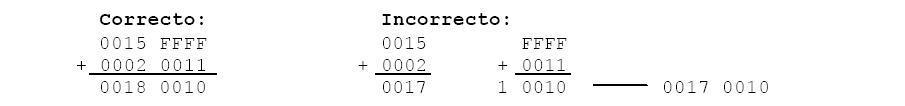 Correcto: Incorrecto:
0015 FFFF 0015 FFFF
+ 0002 0011 + 0002 + 0011
0018 0010 0017 1 0010 0017 0010